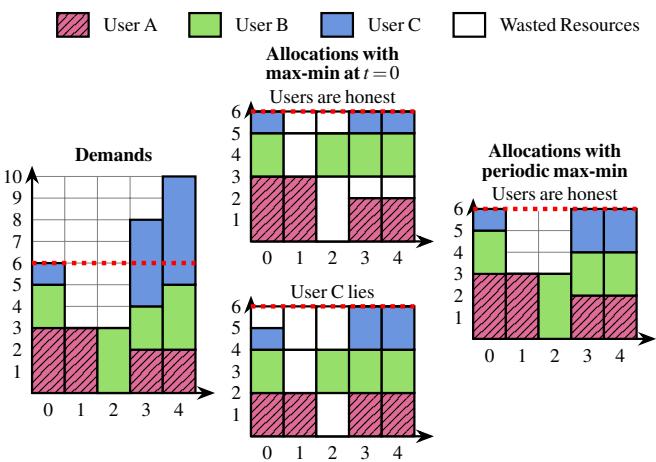 User A User B User C Wasted Resources
Allocations with
max-min at t = 0
Users are honest
6
5
4
3
2
1
0 1 2 3 4
Demands
10
9
8
7
6
5
4
3
2
1
0 1 2 3 4
User C lies
6
5
4
3
2
1
0 1 2 3 4
Allocations with
periodic max-min
Users are honest
6
5
4
3
2
1
0 1 2 3 4